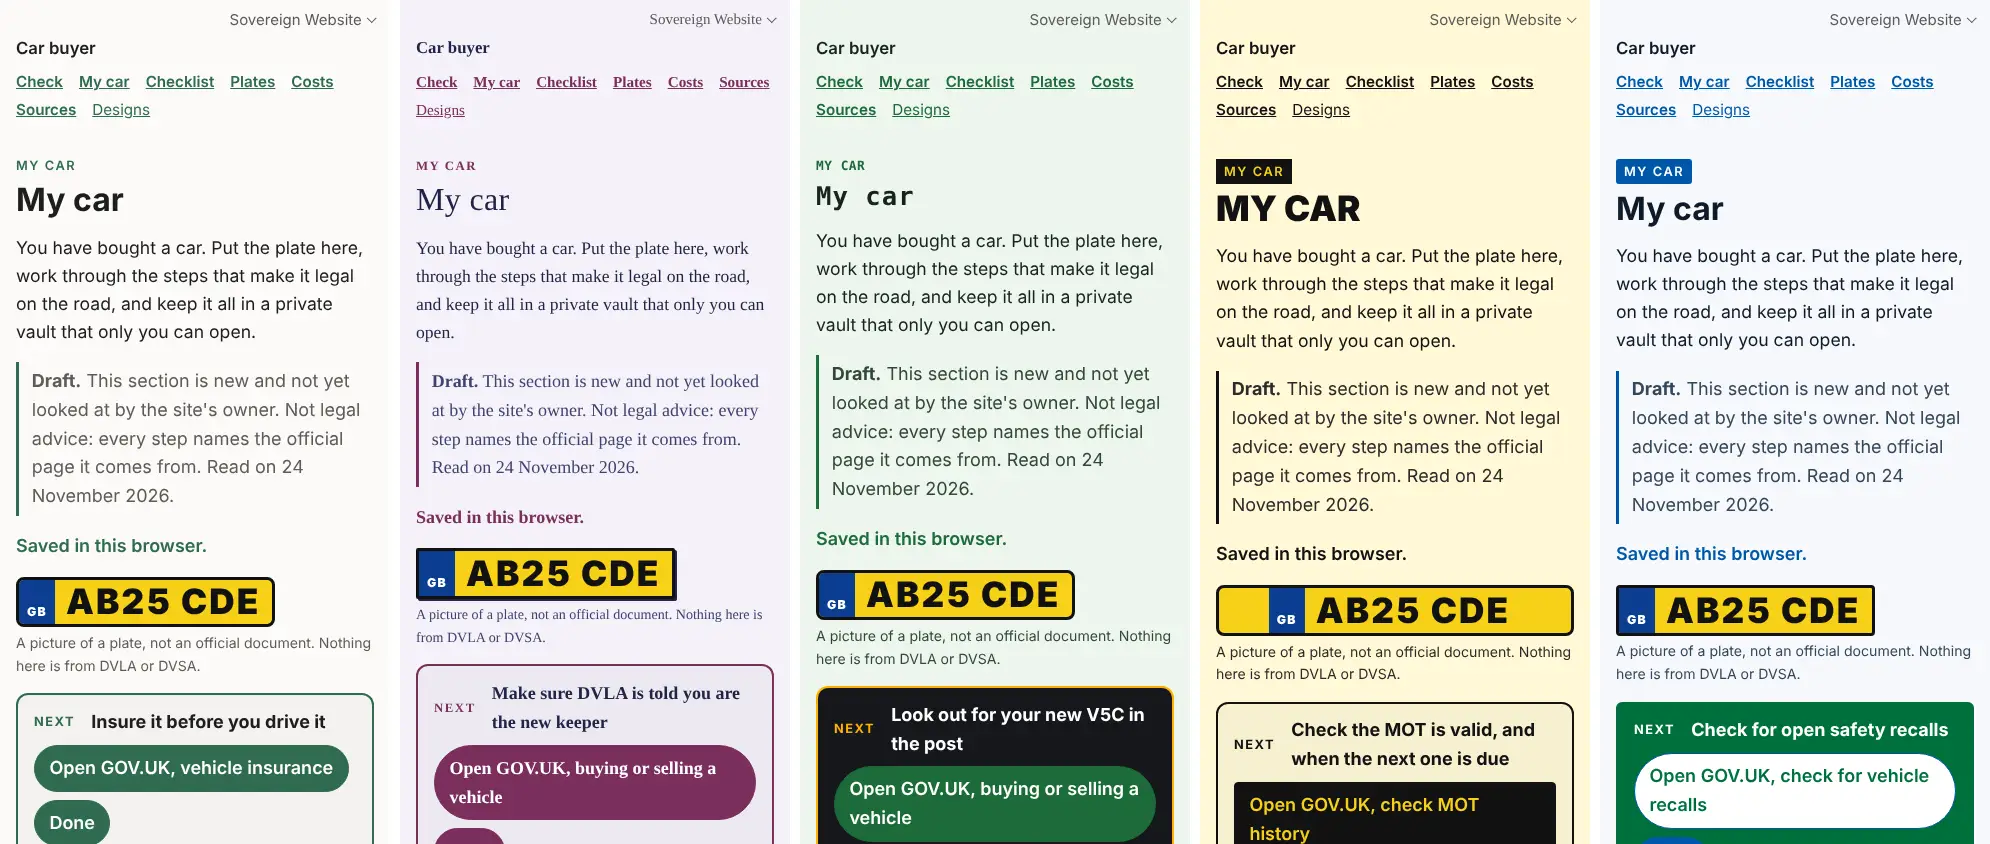 Sovereign Website
Car buyer
Check My car Checklist Plates Costs
Sources Designs
MY CAR
My car
You have bought a car. Put the plate here,
work through the steps that make it legal
on the road, and keep it all in a private
vault that only you can open.
Draft. This section is new and not yet
looked at by the site's owner. Not legal
advice: every step names the official
page it comes from. Read on 24
November 2026.
Saved in this browser.
GB AB25 CDE
A picture of a plate, not an official document. Nothing
here is from DVLA or DVSA.
NEXT Insure it before you drive it
Open GOV.UK, vehicle insurance
Done
Sovereign Website
Car buyer
Check My car Checklist Plates Costs Sources
Designs
MY CAR
My car
You have bought a car. Put the plate here, work
through the steps that make it legal on the road,
and keep it all in a private vault that only you can
open.
Draft. This section is new and not yet looked
at by the site's owner. Not legal advice: every
step names the official page it comes from.
Read on 24 November 2026.
Saved in this browser.
GB AB25 CDE
A picture of a plate, not an official document. Nothing here is
from DVLA or DVSA.
NEXT Make sure DVLA is told you are
the new keeper
Open GOV.UK, buying or selling a
vehicle
Sovereign Website
Car buyer
Check My car Checklist Plates Costs
Sources Designs
MY CAR
My car
You have bought a car. Put the plate here,
work through the steps that make it legal
on the road, and keep it all in a private
vault that only you can open.
Draft. This section is new and not yet
looked at by the site's owner. Not legal
advice: every step names the official
page it comes from. Read on 24
November 2026.
Saved in this browser.
GB AB25 CDE
A picture of a plate, not an official document. Nothing
here is from DVLA or DVSA.
NEXT Look out for your new V5C in
the post
Open GOV.UK, buying or selling a
vehicle
Sovereign Website
Car buyer
Check My car Checklist Plates Costs
Sources Designs
MY CAR
MY CAR
You have bought a car. Put the plate here,
work through the steps that make it legal
on the road, and keep it all in a private
vault that only you can open.
Draft. This section is new and not yet
looked at by the site's owner. Not legal
advice: every step names the official
page it comes from. Read on 24
November 2026.
Saved in this browser.
GB AB25 CDE
A picture of a plate, not an official document. Nothing
here is from DVLA or DVSA.
NEXT Check the MOT is valid, and
when the next one is due
Open GOV.UK, check MOT
history
Sovereign Website
Car buyer
Check My car Checklist Plates Costs
Sources Designs
MY CAR
My car
You have bought a car. Put the plate here,
work through the steps that make it legal
on the road, and keep it all in a private
vault that only you can open.
Draft. This section is new and not yet
looked at by the site's owner. Not legal
advice: every step names the official
page it comes from. Read on 24
November 2026.
Saved in this browser.
GB AB25 CDE
A picture of a plate, not an official document. Nothing
here is from DVLA or DVSA.
NEXT Check for open safety recalls
Open GOV.UK, check for vehicle
recalls